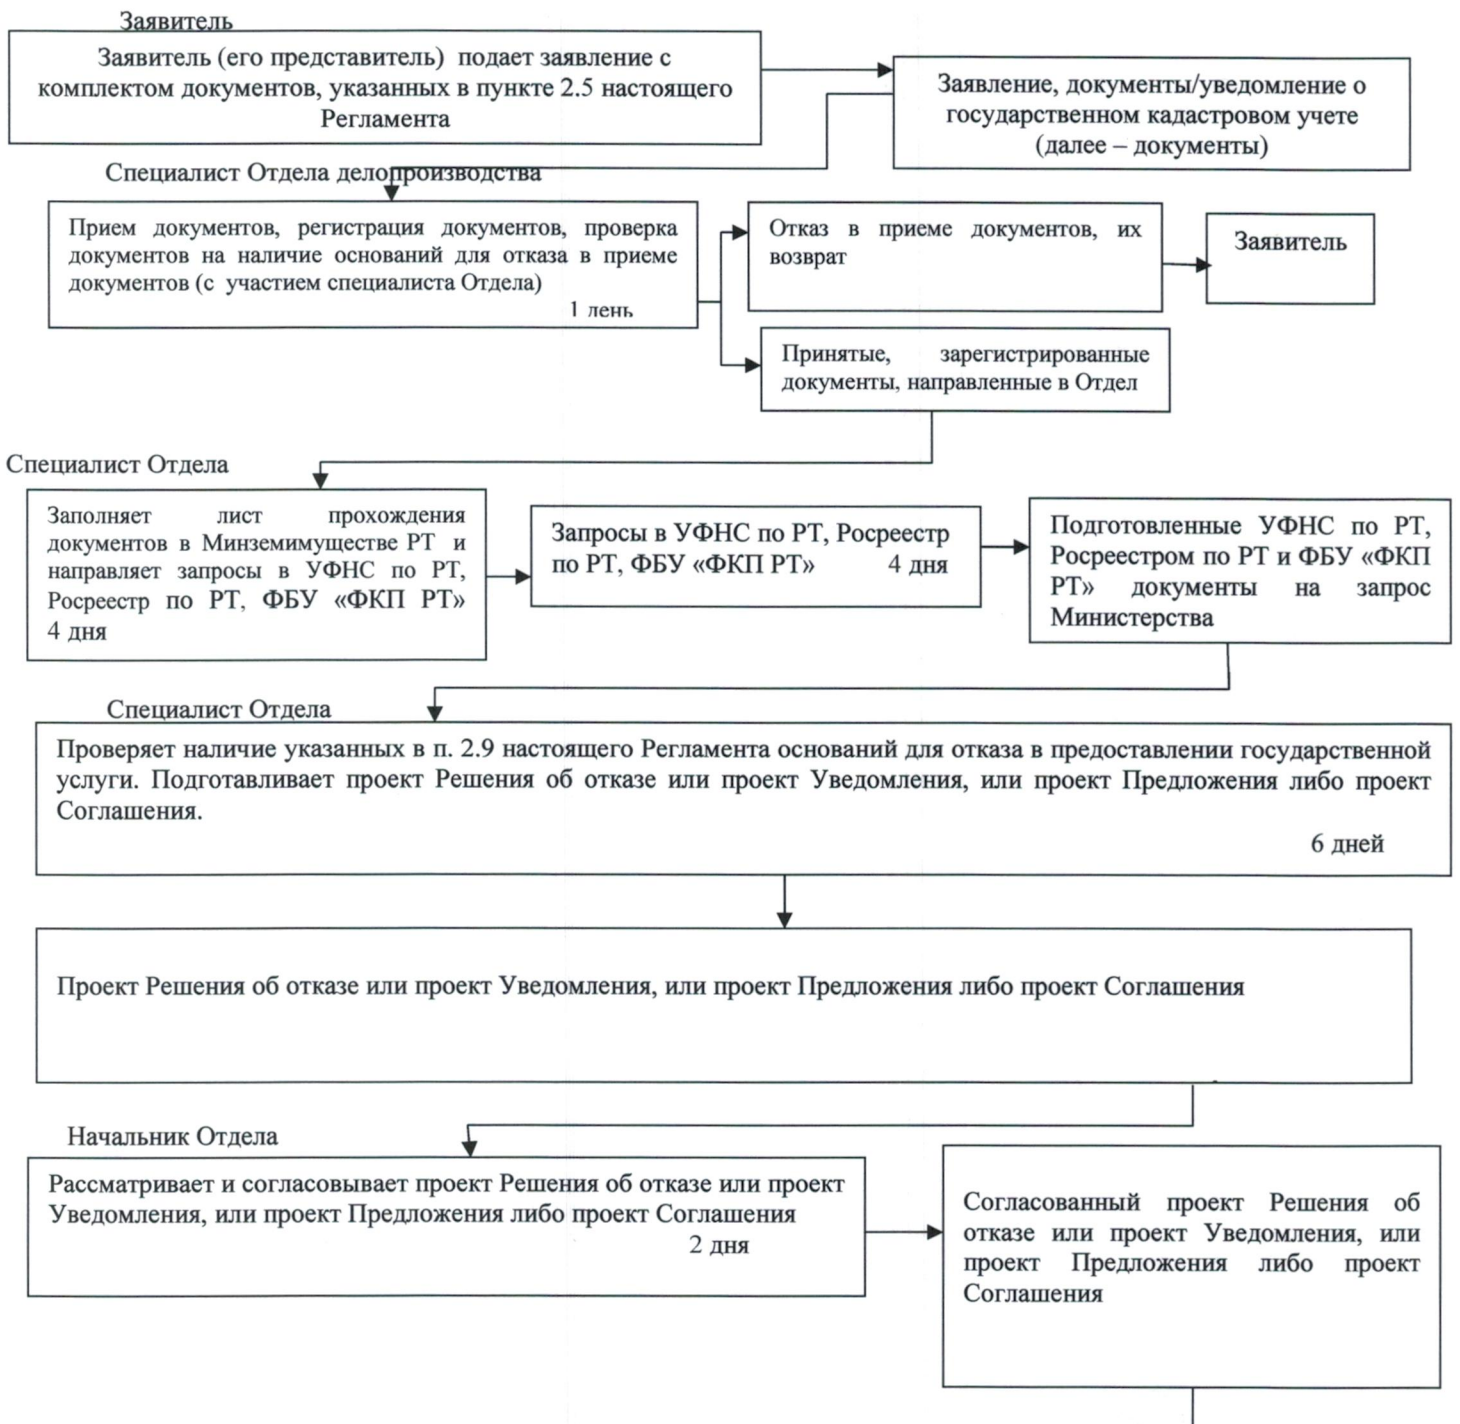 Заявитель
Заявитель (его представитель) подает заявление с
комплектом документов, указанных в пункте 2.5 настоящего
Регламента
Заявление, документы/уведомление о
государственном кадастровом учете
(далее – документы)
Специалист Отдела делопроизводства
Прием документов, регистрация документов, проверка
документов на наличие оснований для отказа в приеме
документов (с участием специалиста Отдела)
1 день
Отказ в приеме документов, их
возврат
Заявитель
Принятые, зарегистрированные
документы, направленные в Отдел
Специалист Отдела
Заполняет лист прохождения
документов в Минземимуществе РТ и
направляет запросы в УФНС по РТ,
Росреестр по РТ, ФБУ «ФКП РТ»
4 дня
Запросы в УФНС по РТ, Росреестр
по РТ, ФБУ «ФКП РТ» 4 дня
Подготовленные УФНС по РТ,
Росреестром по РТ и ФБУ «ФКП
РТ» документы на запрос
Министерства
Специалист Отдела
Проверяет наличие указанных в п. 2.9 настоящего Регламента оснований для отказа в предоставлении государственной
услуги. Подготавливает проект Решения об отказе или проект Уведомления, или проект Предложения либо проект
Соглашения.
6 дней
Проект Решения об отказе или проект Уведомления, или проект Предложения либо проект Соглашения
Начальник Отдела
Рассматривает и согласовывает проект Решения об отказе или проект
Уведомления, или проект Предложения либо проект Соглашения
2 дня
Согласованный проект Решения об
отказе или проект Уведомления, или
проект Предложения либо проект
Соглашения